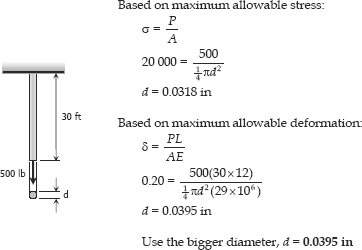 Based on maximum allowable stress:
σ = P/A
20 000 = 500/(¼πd²)
d = 0.0318 in
30 ft
Based on maximum allowable deformation:
δ = PL/AE
500 lb
0.20 = 500(30×12)/(¼πd²(29×10⁶))
d
d = 0.0395 in
Use the bigger diameter, d = 0.0395 in